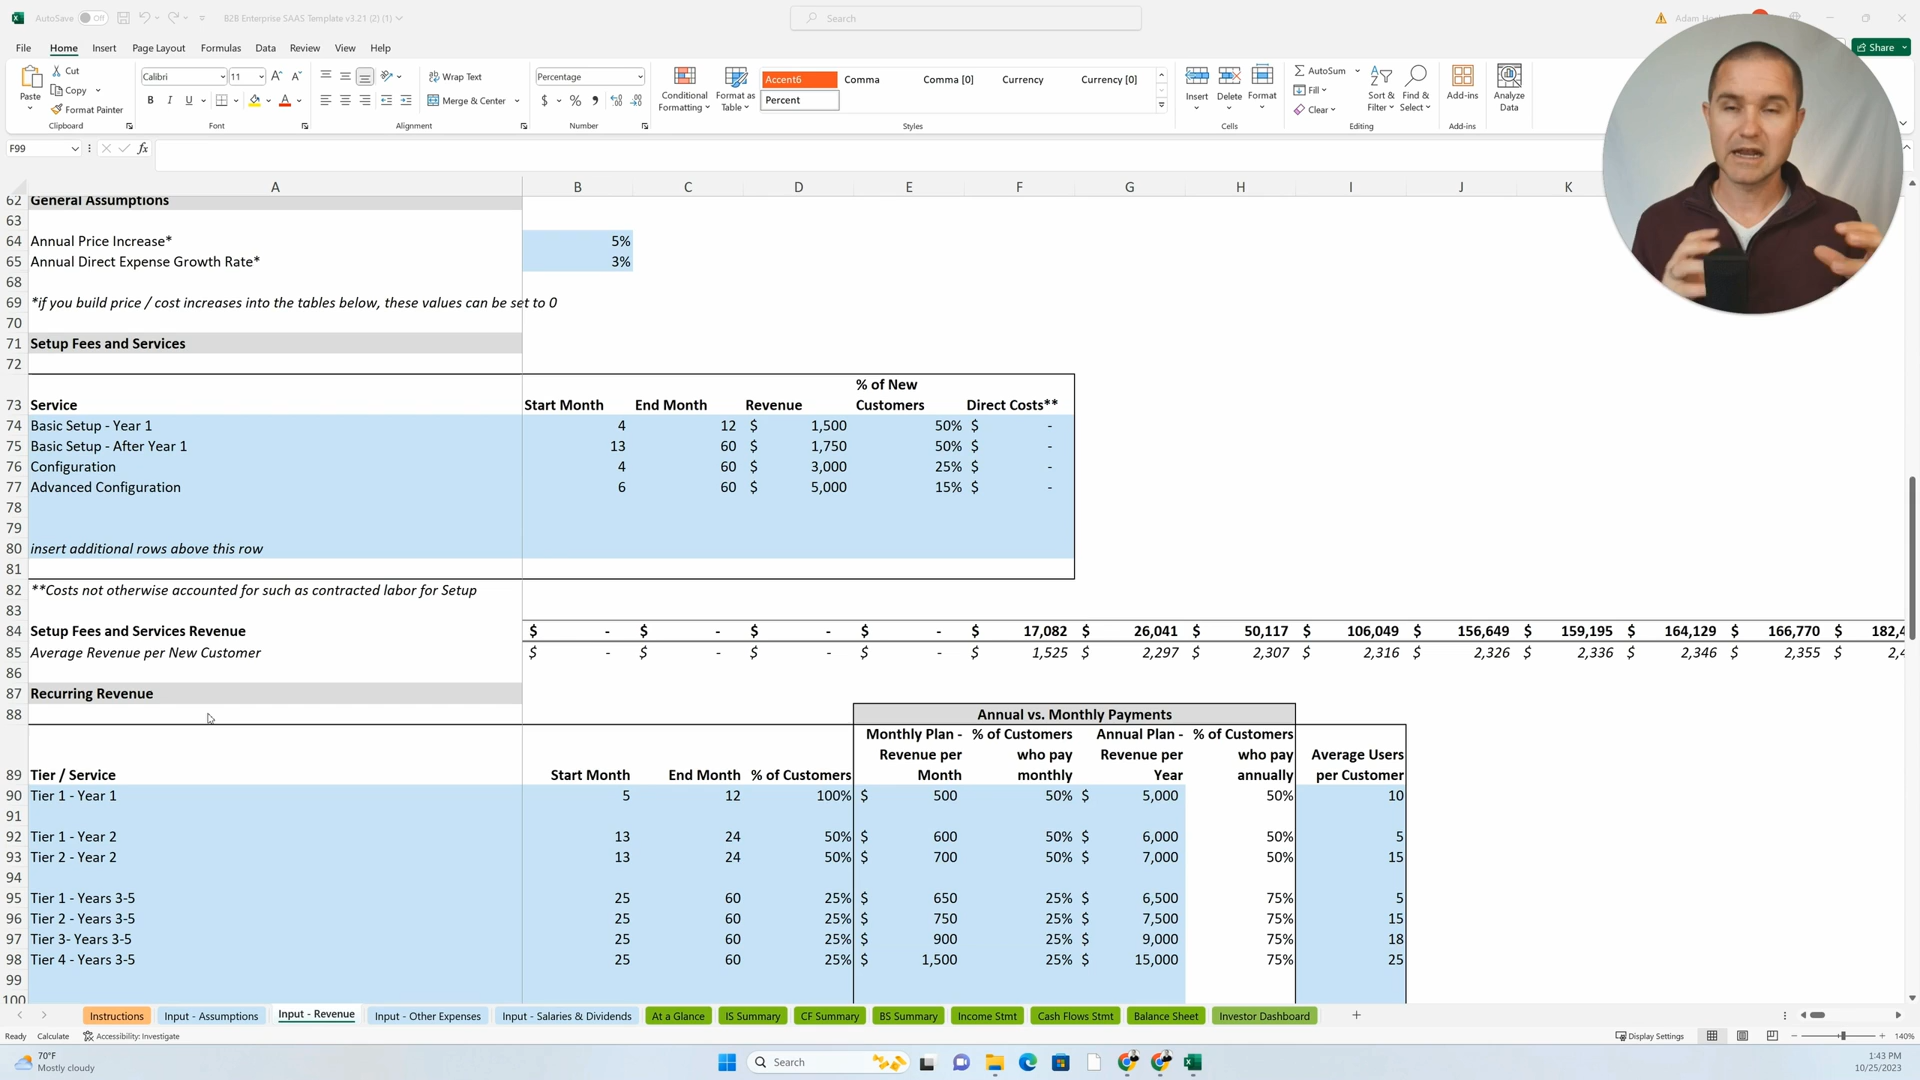 AutoSave Off B2B Enterprise SAAS Template v3.21 (2) (1) Search Adam
File Home Insert Page Layout Formulas Data Review View Help Share
Paste Cut Copy Format Painter Clipboard
Calibri 11 B I U Font
Wrap Text Merge & Center Alignment
Percentage $ % Number
Conditional Formatting Format as Table Accent6 Comma Comma [0] Currency Currency [0] Percent Styles
Insert Delete Format Cells
AutoSum Fill Clear Sort & Filter Find & Select Editing
Add-ins Add-ins
Analyze Data
F99 fx
A B C D E F G H I J K
62 General Assumptions
63
64 Annual Price Increase* 5%
65 Annual Direct Expense Growth Rate* 3%
68
69 *if you build price / cost increases into the tables below, these values can be set to 0
70
71 Setup Fees and Services
72
% of New
73 Service Start Month End Month Revenue Customers Direct Costs**
74 Basic Setup - Year 1 4 12 $ 1,500 50% $ -
75 Basic Setup - After Year 1 13 60 $ 1,750 50% $ -
76 Configuration 4 60 $ 3,000 25% $ -
77 Advanced Configuration 6 60 $ 5,000 15% $ -
78
79
80 insert additional rows above this row
81
82 **Costs not otherwise accounted for such as contracted labor for Setup
83
84 Setup Fees and Services Revenue $ - $ - $ - $ - $ 17,082 $ 26,041 $ 50,117 $ 106,049 $ 156,649 $ 159,195 $ 164,129 $ 166,770 $ 182,4
85 Average Revenue per New Customer $ - $ - $ - $ - $ 1,525 $ 2,297 $ 2,307 $ 2,316 $ 2,326 $ 2,336 $ 2,346 $ 2,355 $ 2,4
86
87 Recurring Revenue
88 Annual vs. Monthly Payments
Monthly Plan - % of Customers Annual Plan - % of Customers
Revenue per who pay Revenue per who pay Average Users
89 Tier / Service Start Month End Month % of Customers Month monthly Year annually per Customer
90 Tier 1 - Year 1 5 12 100% $ 500 50% $ 5,000 50% 10
91
92 Tier 1 - Year 2 13 24 50% $ 600 50% $ 6,000 50% 5
93 Tier 2 - Year 2 13 24 50% $ 700 50% $ 7,000 50% 15
94
95 Tier 1 - Years 3-5 25 60 25% $ 650 25% $ 6,500 75% 5
96 Tier 2 - Years 3-5 25 60 25% $ 750 25% $ 7,500 75% 15
97 Tier 3- Years 3-5 25 60 25% $ 900 25% $ 9,000 75% 18
98 Tier 4 - Years 3-5 25 60 25% $ 1,500 25% $ 15,000 75% 25
99
100
Instructions Input - Assumptions Input - Revenue Input - Other Expenses Input - Salaries & Dividends At a Glance IS Summary CF Summary BS Summary Income Stmt Cash Flows Stmt Balance Sheet Investor Dashboard
Ready Calculate Accessibility: Investigate Display Settings 140%
70°F
Mostly cloudy
Search
1:43 PM
10/25/2023